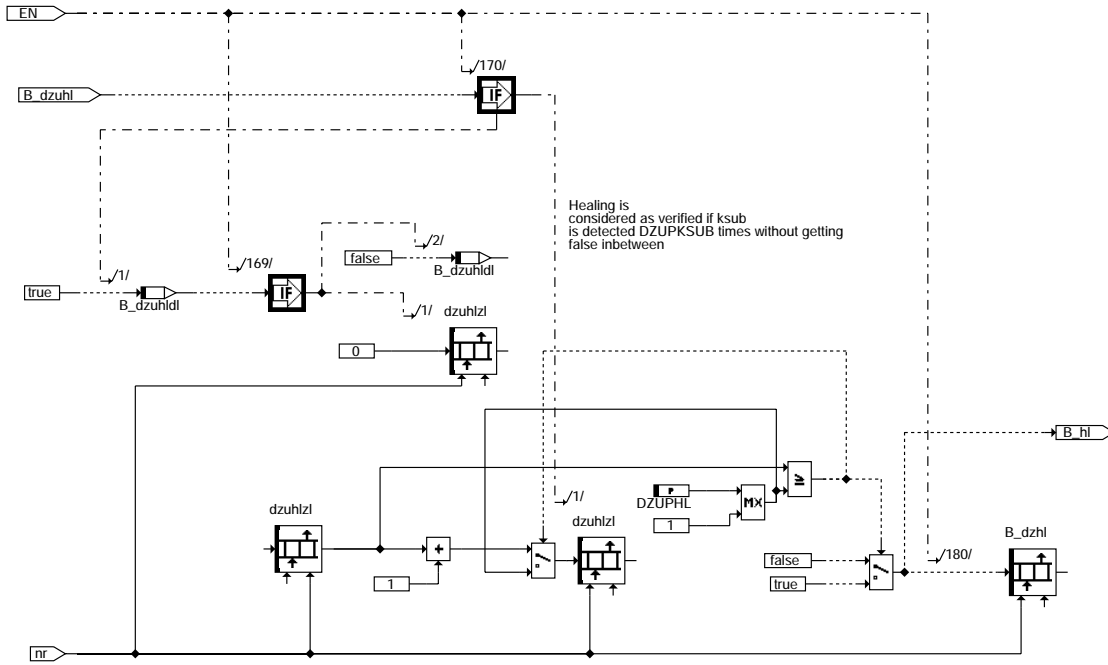 EN
/170/
IF
B_dzuhl
Healing is
considered as verified if ksub
is detected DZUPKSUB times without getting
false inbetween
/2/
false
B_dzuhldl
/1/
/169/
true
B_dzuhldl
IF
/1/
dzuhlzl
0
B_hl
≥
P
DZUPHL
MX
/1/
1
dzuhlzl
dzuhlzl
B_dzhl
+
/180/
false
1
true
nr